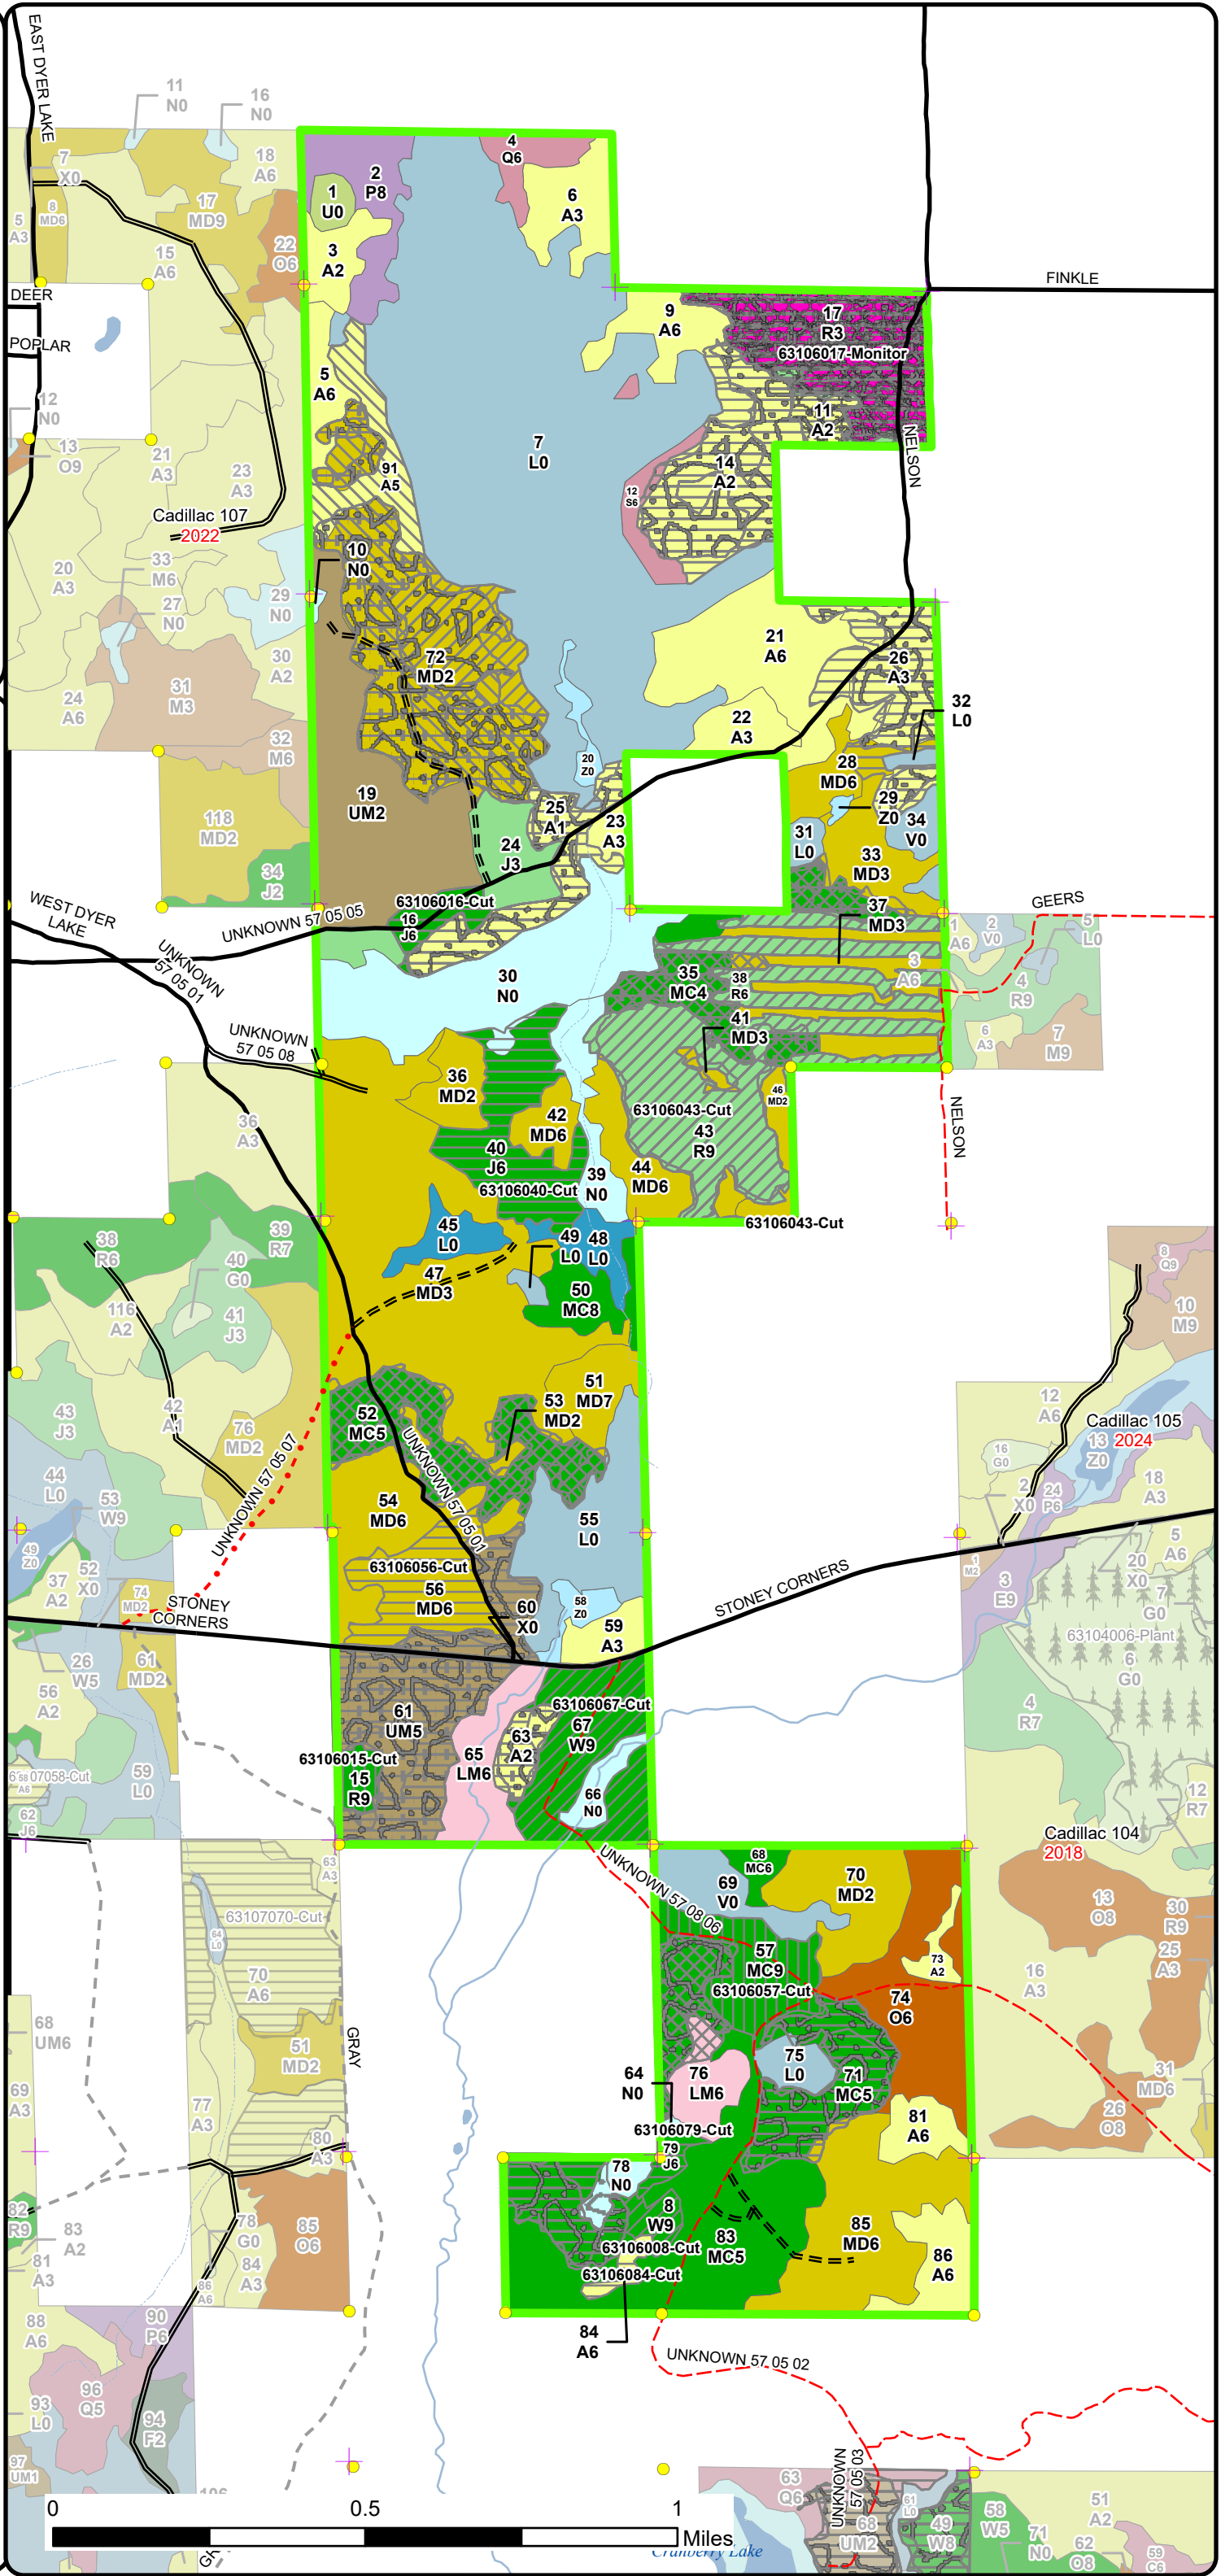 EAST DYER LAKE
11
N0
16
N0
7
X0
18
A6
8
MD6
17
MD9
5
A3
15
A6
22
O6
1
U0
2
P8
3
A2
4
Q6
6
A3
DEER
POPLAR
FINKLE
9
A6
17
R3
63106017-Monitor
5
A6
12
N0
13
O9
21
A3
23
A3
11
A2
NELSON
7
L0
91
A5
14
A2
12
S6
Cadillac 107
2022
10
N0
20
A3
33
M6
27
N0
29
N0
30
A2
31
M3
24
A6
32
M6
72
MD2
21
A6
26
A3
32
L0
22
A3
20
Z0
28
MD6
29
Z0
34
V0
19
UM2
25
A1
23
A3
31
L0
118
MD2
24
J3
33
MD3
34
J2
63106016-Cut
16
J6
37
MD3
GEERS
WEST DYER
LAKE
UNKNOWN 57 05 05
UNKNOWN
57 05 01
1
A6
2
V0
5
L0
3
A6
4
R9
30
N0
35
MC4
38
R6
41
MD3
UNKNOWN
57 05 08
6
A3
7
M9
36
MD2
46
MD2
63106043-Cut
43
R9
NELSON
36
A3
42
MD6
40
J6
44
MD6
39
N0
63106040-Cut
63106043-Cut
38
R6
39
R7
45
L0
49
L0
48
L0
8
Q9
40
G0
47
MD3
50
MC8
116
A2
41
J3
10
M9
51
MD7
53
MD2
52
MC5
43
J3
42
A1
76
MD2
12
A6
Cadillac 105
2024
13
Z0
16
G0
UNKNOWN 57 05 07
UNKNOWN 57 05 01
44
L0
53
W9
54
MD6
55
L0
2
X0
24
P6
18
A3
49
Z0
52
X0
63106056-Cut
56
MD6
5
A6
1
M2
20
X0
37
A2
74
MD2
58
Z0
STONEY CORNERS
3
E9
7
G0
STONEY
CORNERS
60
X0
59
A3
63104006-Plant
6
G0
26
W5
61
MD2
56
A2
61
UM5
63106067-Cut
67
W9
63
A2
4
R7
65
LM6
63106015-Cut
15
R9
58
A6
07058-Cut
59
L0
66
N0
12
R7
62
J6
Cadillac 104
2018
63
A3
68
MC6
UNKNOWN 57 08 06
69
V0
70
MD2
13
O8
30
R9
63107070-Cut
64
L0
57
MC9
63106057-Cut
73
A2
25
A3
70
A6
16
A3
74
O6
68
UM6
GRAY
51
MD2
75
L0
71
MC5
64
N0
76
LM6
31
MD6
69
A3
77
A3
26
O8
81
A6
63106079-Cut
80
A3
79
J6
78
N0
82
R9
83
A2
78
G0
85
O6
8
W9
83
MC5
85
MD6
63106008-Cut
81
A3
84
A3
86
A6
63106084-Cut
86
A6
88
A6
90
P6
84
A6
UNKNOWN 57 05 02
96
Q5
93
L0
94
F2
UNKNOWN
57 05 03
97
UM1
106
63
Q6
61
L0
58
W5
51
A2
68
UM2
49
W8
71
N0
62
O8
59
C6
0 0.5 1
Miles
Cranberry Lake